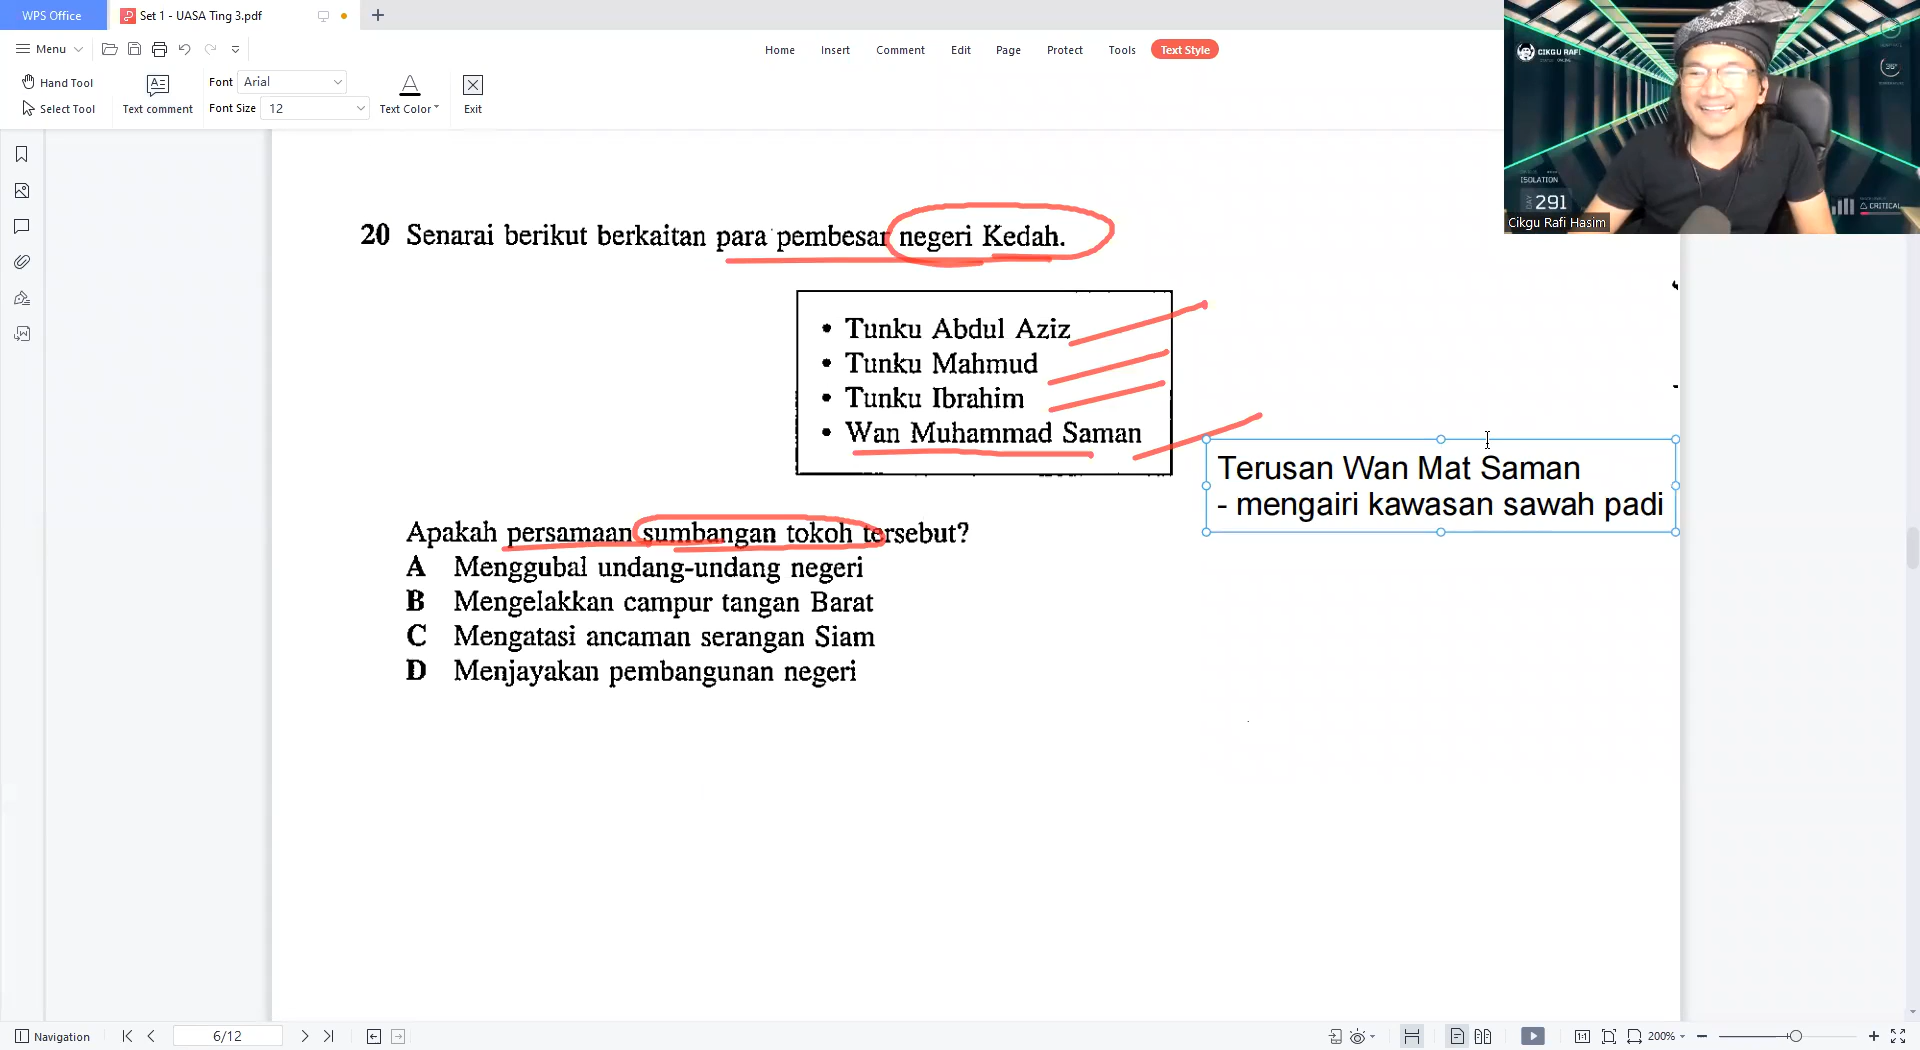 WPS Office
Set 1 - UASA Ting 3.pdf
Menu
Home Insert Comment Edit Page Protect Tools Text Style
Hand Tool
Select Tool
Text comment
Font Arial
Font Size 12
Text Color
Exit
CIKGU RAFI
ISOLATION
DAY 291
CRITICAL
Cikgu Rafi Hasim
20 Senarai berikut berkaitan para pembesar negeri Kedah.
• Tunku Abdul Aziz
• Tunku Mahmud
• Tunku Ibrahim
• Wan Muhammad Saman
Terusan Wan Mat Saman
- mengairi kawasan sawah padi
Apakah persamaan sumbangan tokoh tersebut?
A Menggubal undang-undang negeri
B Mengelakkan campur tangan Barat
C Mengatasi ancaman serangan Siam
D Menjayakan pembangunan negeri
Navigation
6/12
200%